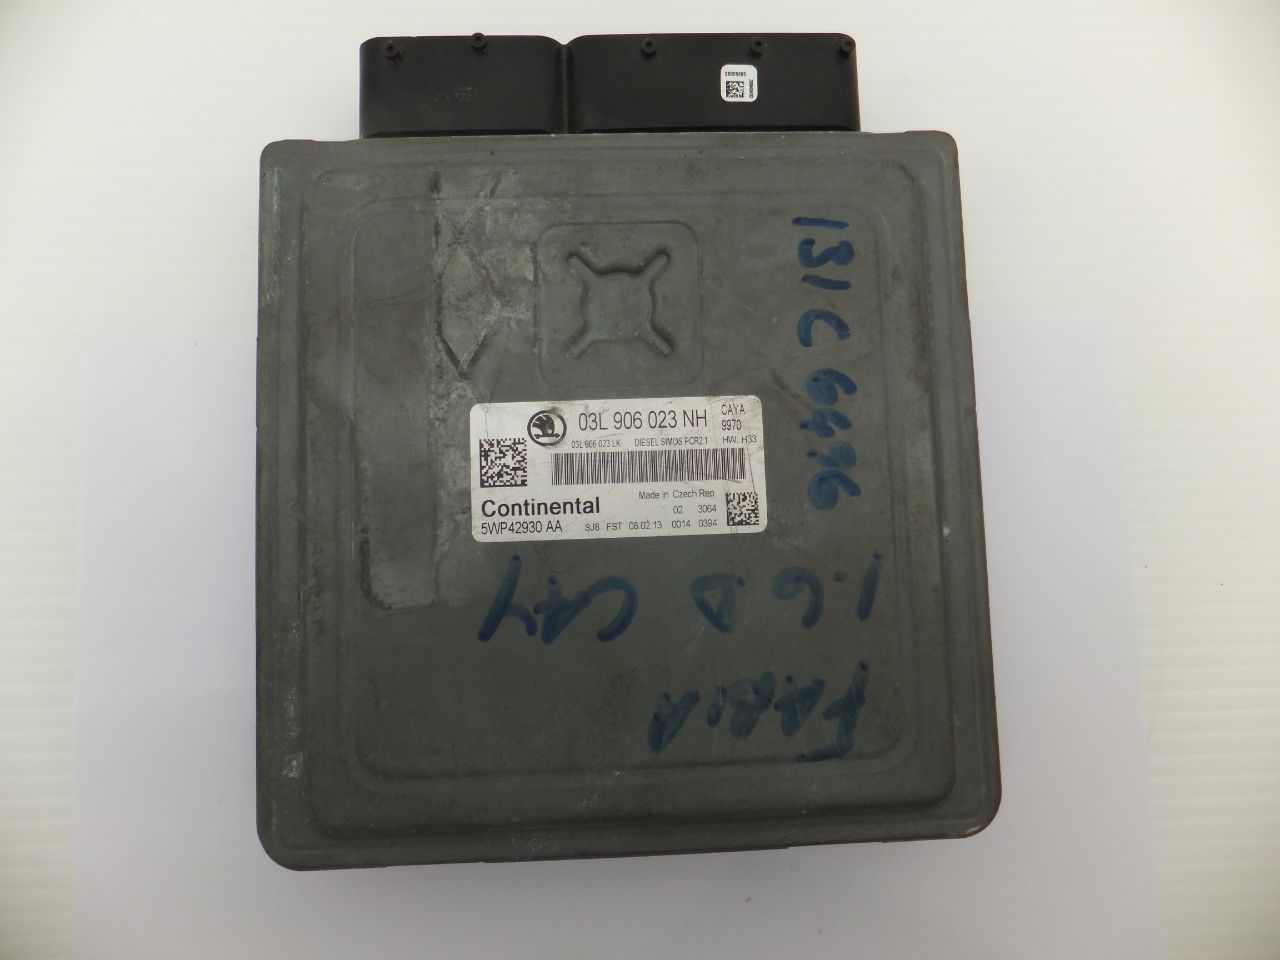 03L 906 023 NH
CAYA
9970
03L 906 023 LK DIESEL SIMOS PCR2.1 HW: H33
Continental
Made in Czech Rep
02 3064
5WP42930 AA SJ8 FST 08 02 13 0014 0394
131 C 6496
1.6 D CAY
FABIA